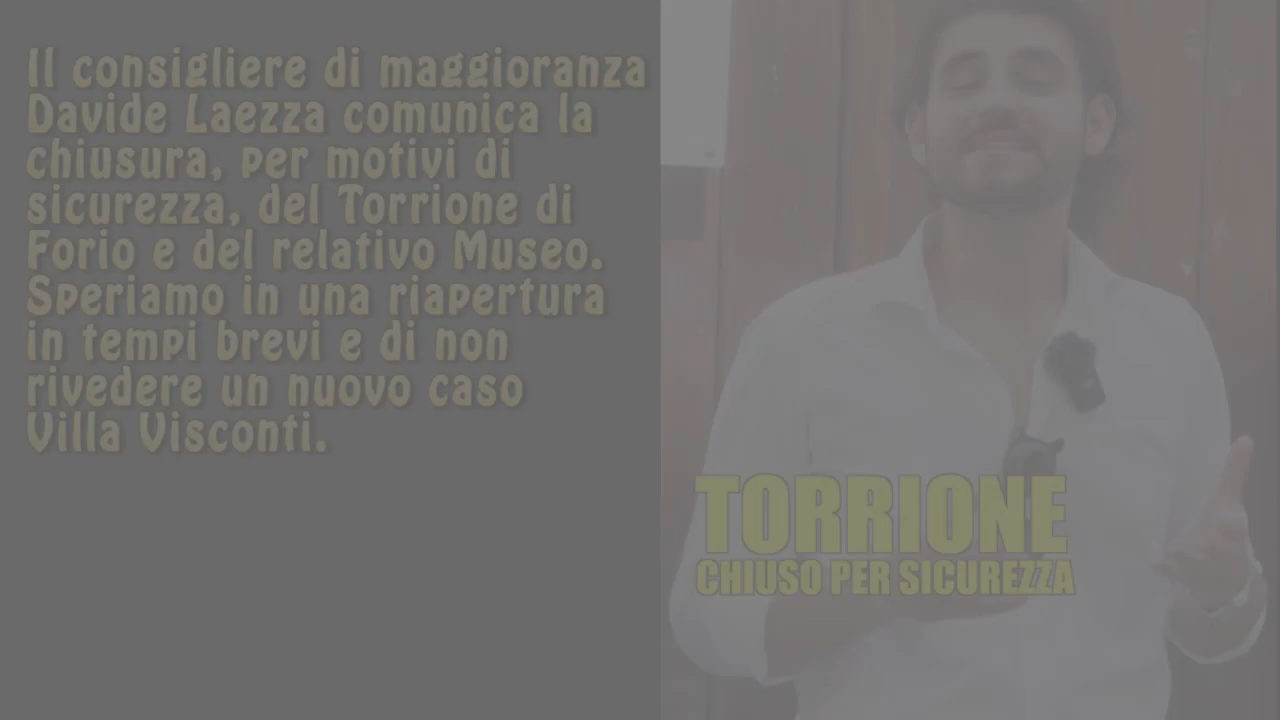 Il consigliere di maggioranza
Davide Laezza comunica la
chiusura, per motivi di
sicurezza, del Torrione di
Forio e del relativo Museo.
Speriamo in una riapertura
in tempi brevi e di non
rivedere un nuovo caso
Villa Visconti.
TORRIONE
CHIUSO PER SICUREZZA